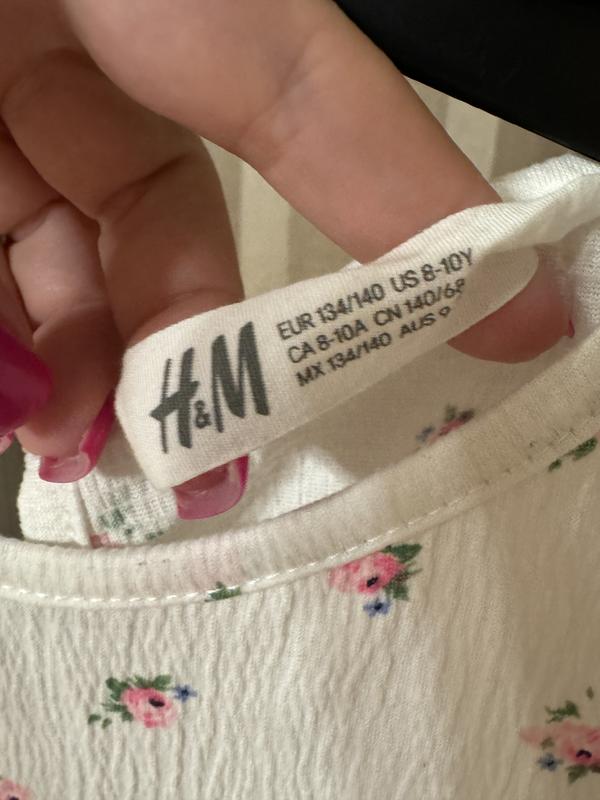 H&M
EUR 134/140 US 8-10Y
CA 8-10A CN 140/68
MX 134/140 AUS 9